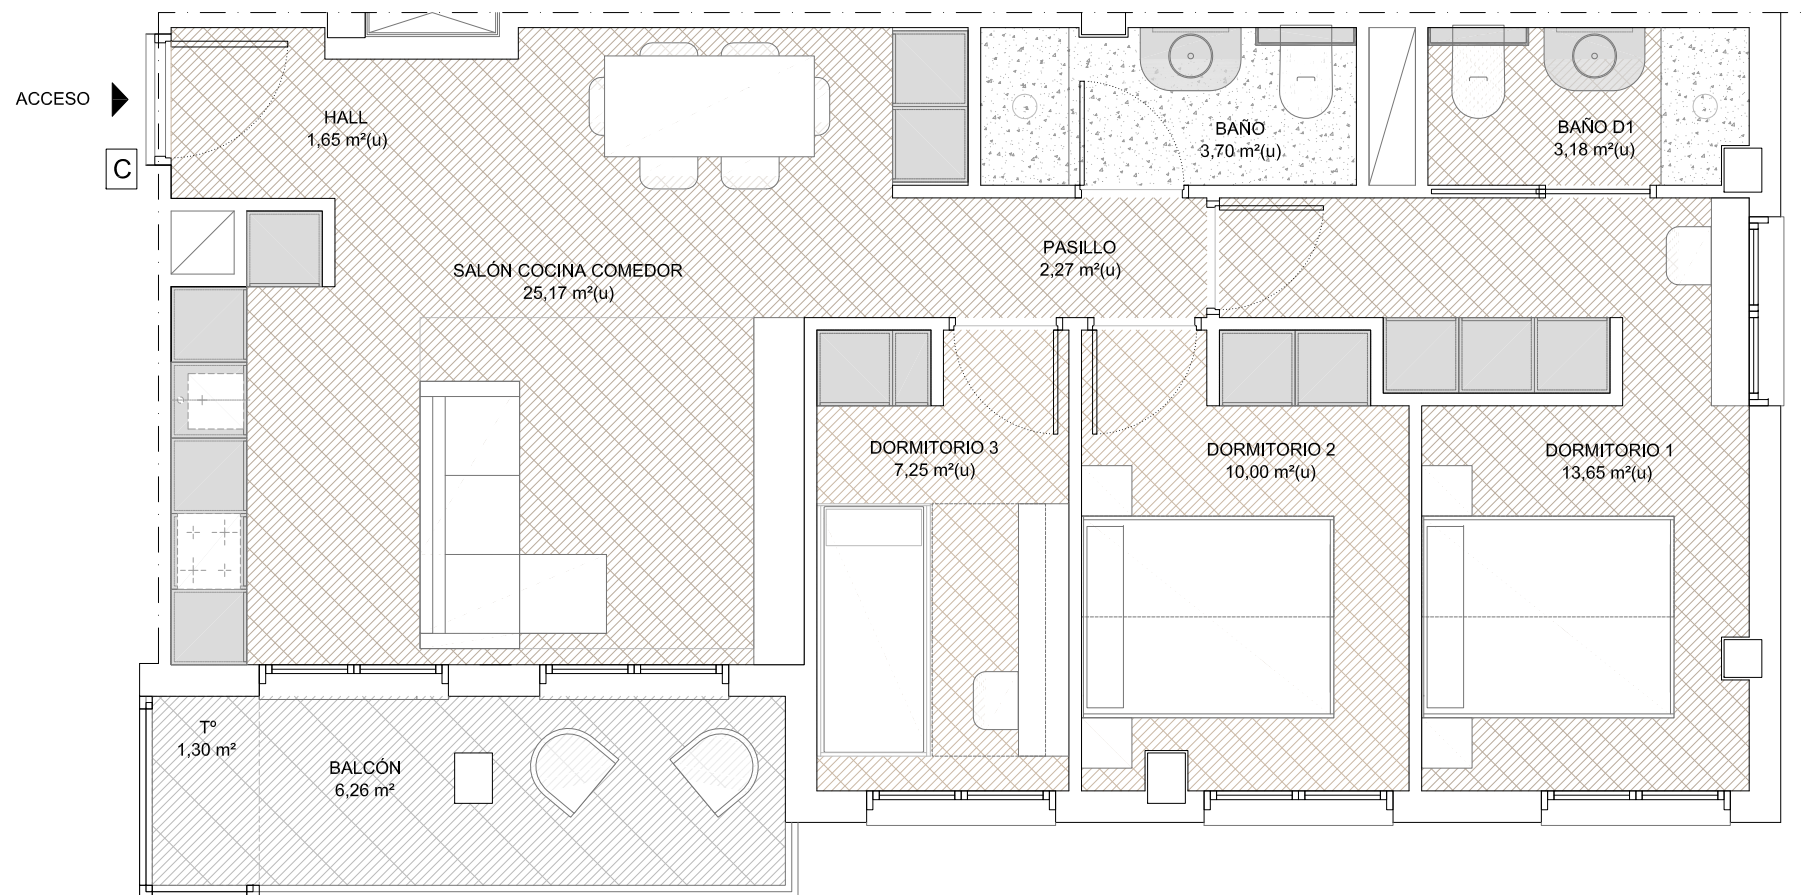 ACCESO
C
HALL
1,65 m²(u)
BAÑO
3,70 m²(u)
BAÑO D1
3,18 m²(u)
SALÓN COCINA COMEDOR
25,17 m²(u)
PASILLO
2,27 m²(u)
DORMITORIO 3
7,25 m²(u)
DORMITORIO 2
10,00 m²(u)
DORMITORIO 1
13,65 m²(u)
Tº
1,30 m²
BALCÓN
6,26 m²